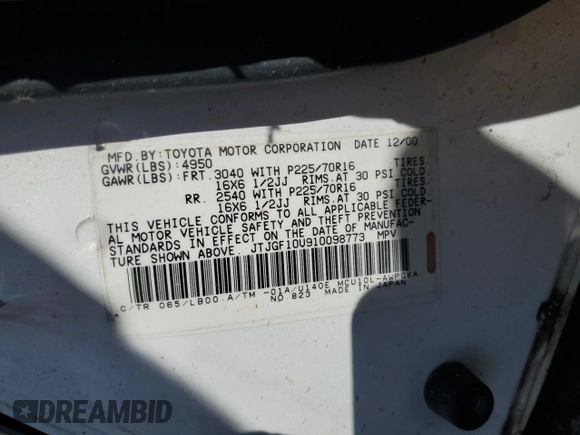 MFD.BY:TOYOTA MOTOR CORPORATION DATE 12/00
GVWR(LBS):4950
GAWR(LBS):FRT.3040 WITH P225/70R16 TIRES.
16X6 1/2JJ RIMS.AT 30 PSI COLD.
RR. 2540 WITH P225/70R16 TIRES.
16X6 1/2JJ RIMS.AT 30 PSI COLD.
THIS VEHICLE CONFORMS TO ALL APPLICABLE FEDER-
AL MOTOR VEHICLE SAFETY AND THEFT PREVENTION
STANDARDS IN EFFECT ON THE DATE OF MANUFAC-
TURE SHOWN ABOVE. JTJGF10U910098773 MPV
C/TR 065/LB00.A/TM -01A/U140E MCU10L-AWPGKA
NO.823 MADE IN JAPAN
DREAMBID